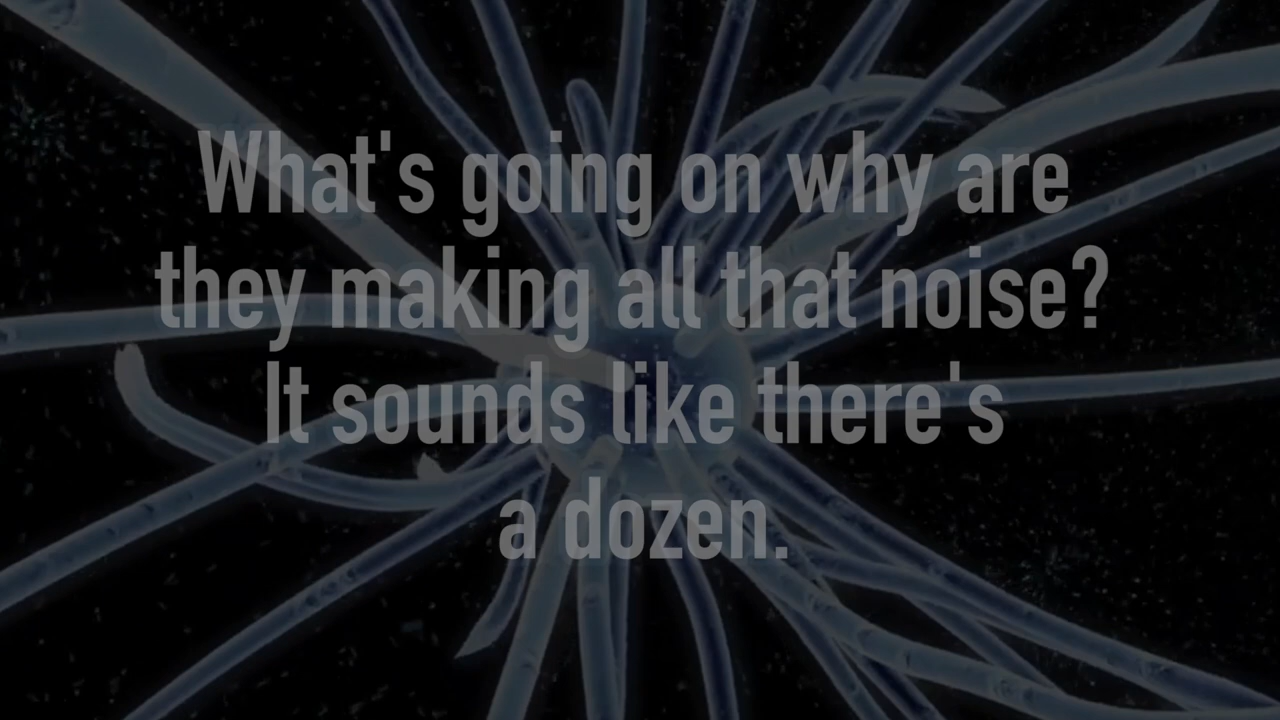 What's going on why are
they making all that noise?
It sounds like there's
a dozen.